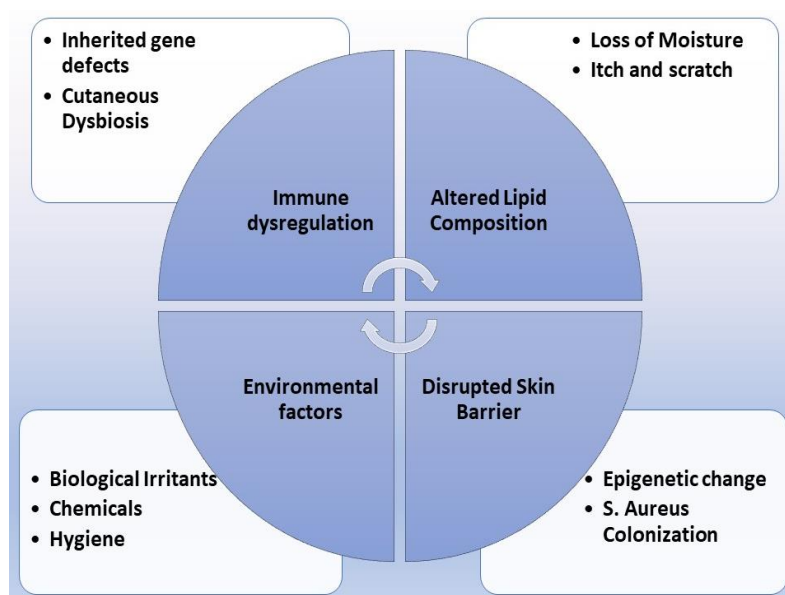 • Inherited gene
defects
• Cutaneous
Dysbiosis
• Loss of Moisture
• Itch and scratch
Immune
dysregulation
Altered Lipid
Composition
Environmental
factors
Disrupted Skin
Barrier
• Biological Irritants
• Chemicals
• Hygiene
• Epigenetic change
• S. Aureus
Colonization